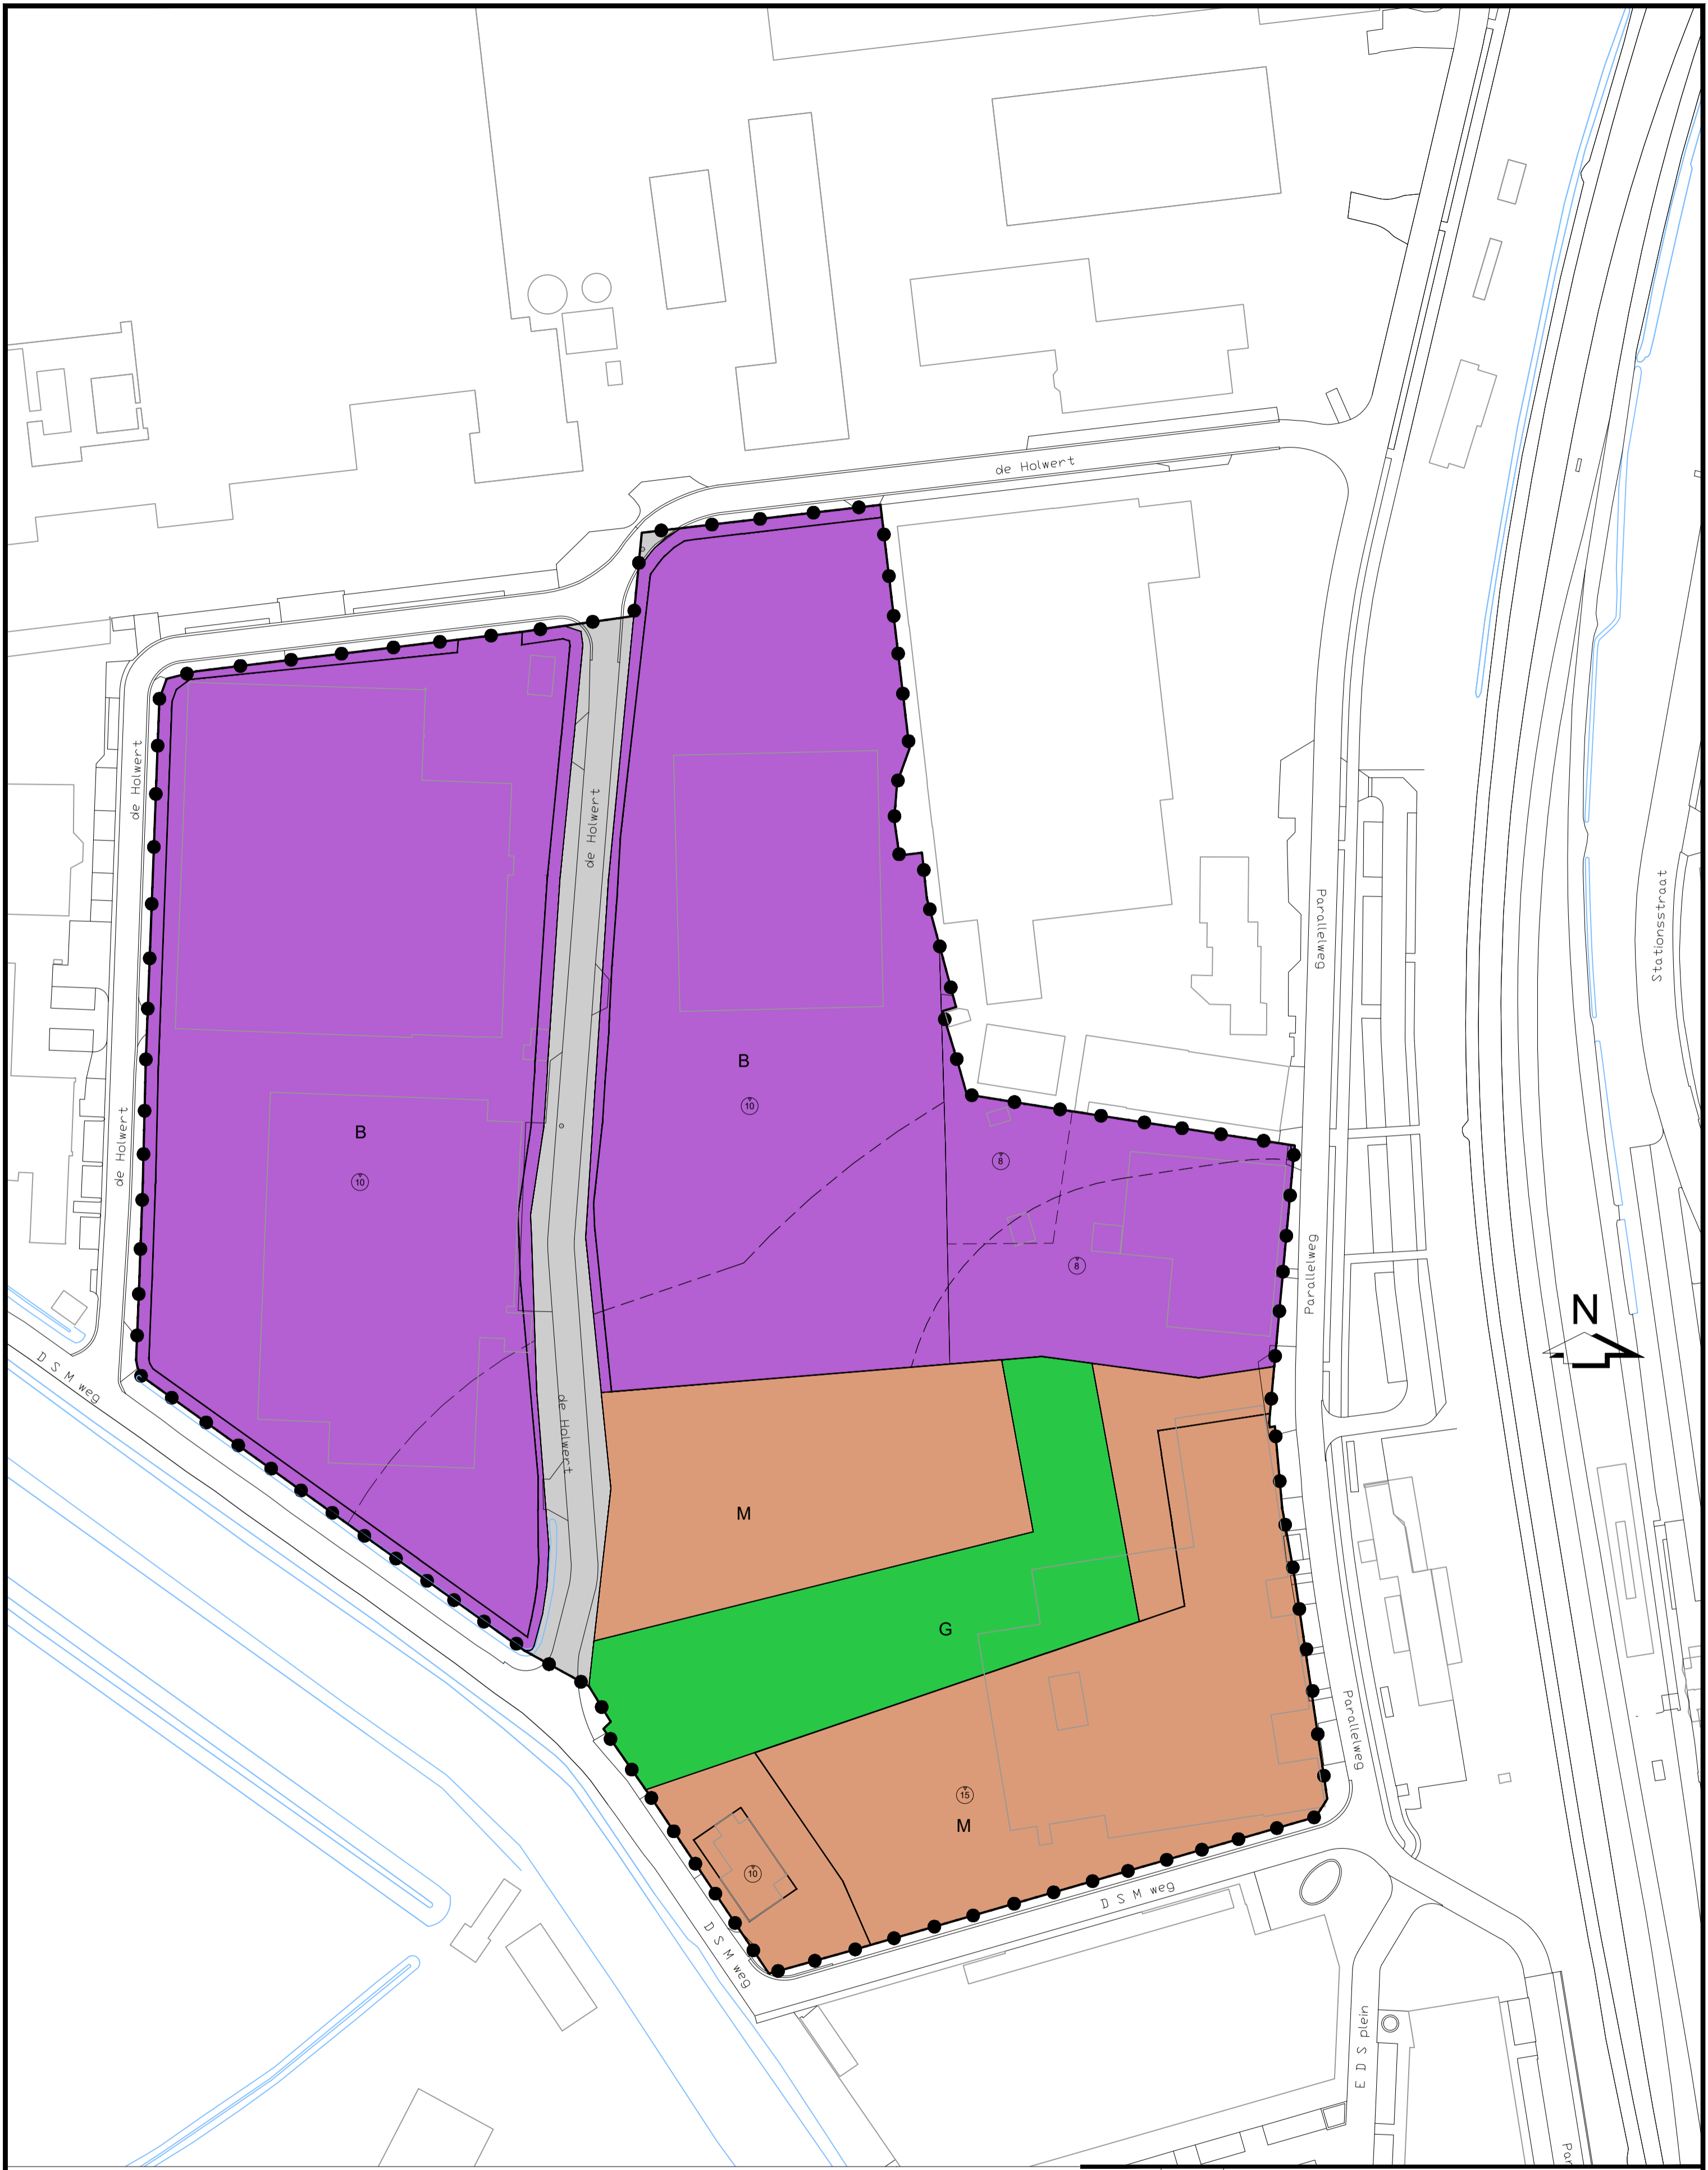 de Holwert
de Holwert
de Holwert
Parallelweg
Stationsstraat
B
10
B
10
de Holwert
8
Parallelweg
8
N
D S M weg
de Holwert
M
G
Parallelweg
15
M
10
D S M weg
D S M weg
E D S plein
Par